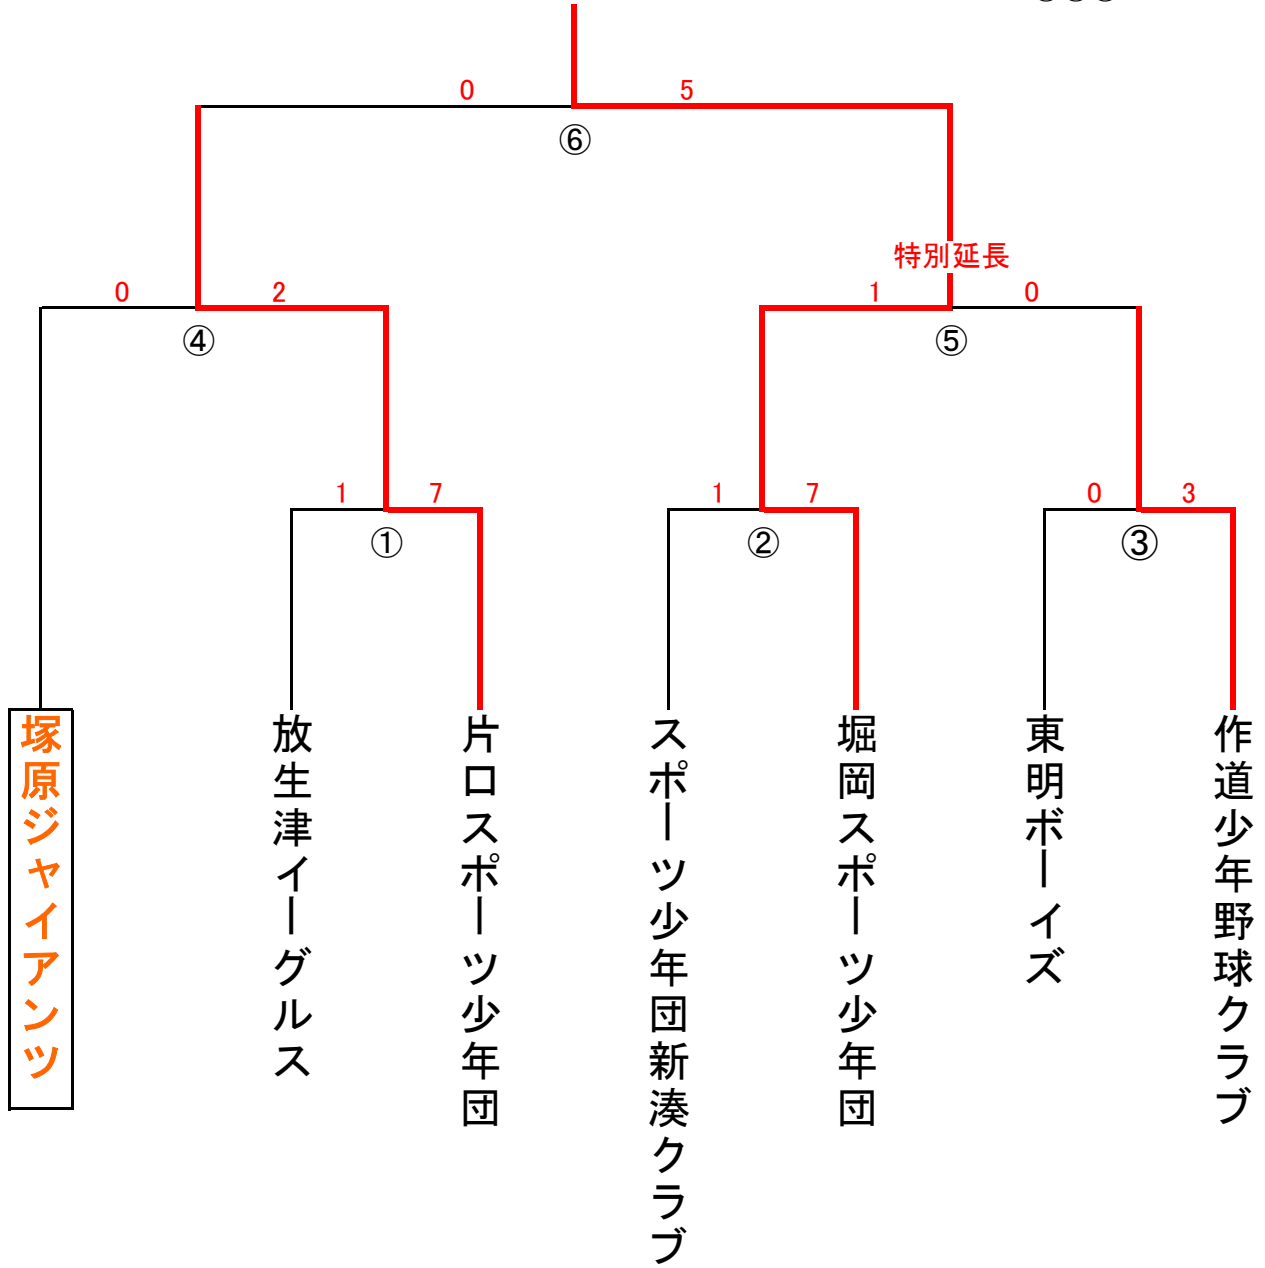 0 5
⑥
特別延長
0 2 1 0
④ ⑤
1 7 1 7 0 3
① ② ③
塚原ジャイアンツ
放生津イーグルス
片口スポーツ少年団
スポーツ少年団新湊クラブ
堀岡スポーツ少年団
東明ボーイズ
作道少年野球クラブ